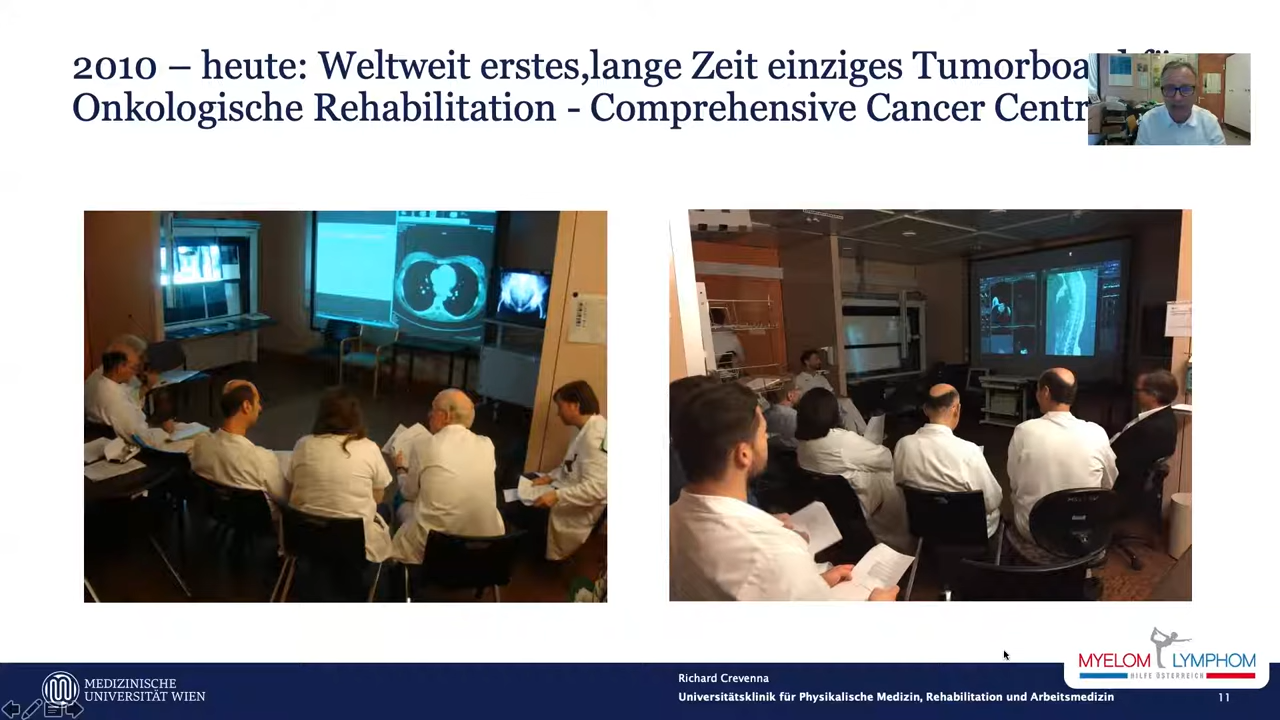 2010 – heute: Weltweit erstes,lange Zeit einziges Tumorboa
Onkologische Rehabilitation - Comprehensive Cancer Centr
MEDIZINISCHE
UNIVERSITÄT WIEN
Richard Crevenna
Universitätsklinik für Physikalische Medizin, Rehabilitation und Arbeitsmedizin
MYELOM LYMPHOM
HILFE ÖSTERREICH
11